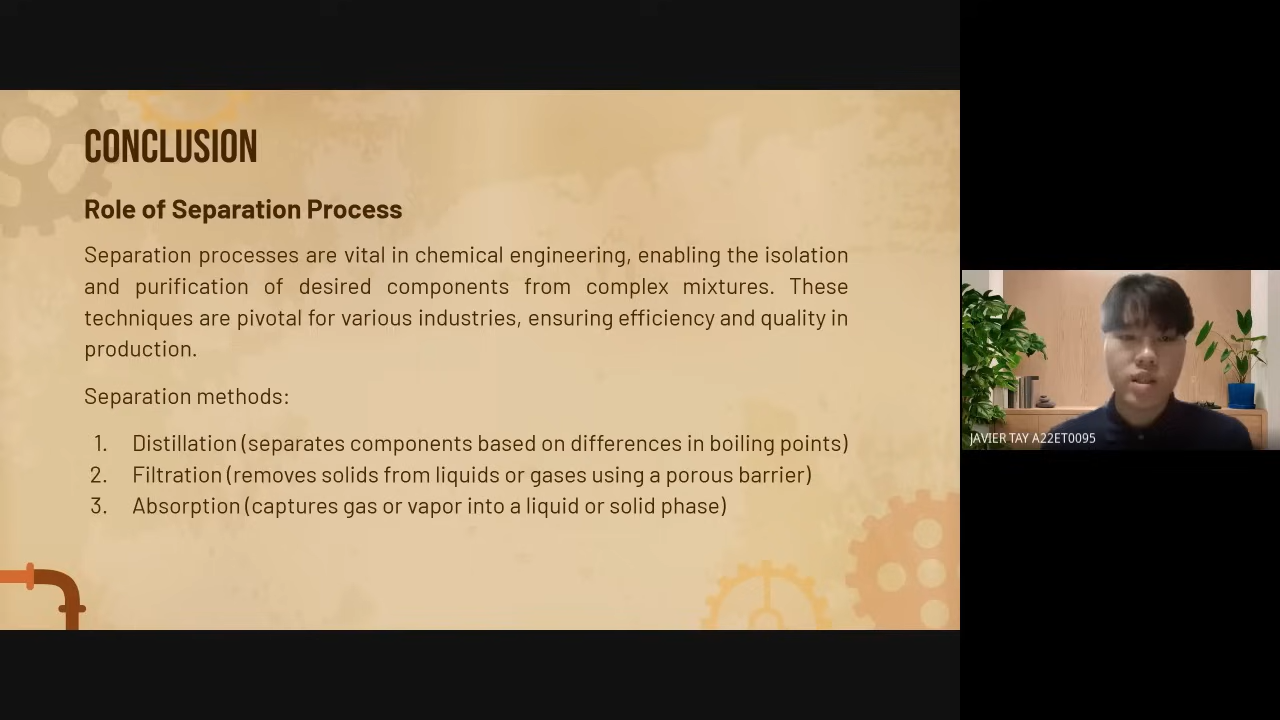 CONCLUSION
Role of Separation Process
Separation processes are vital in chemical engineering, enabling the isolation
and purification of desired components from complex mixtures. These
techniques are pivotal for various industries, ensuring efficiency and quality in
production.
Separation methods:
1. Distillation (separates components based on differences in boiling points)
2. Filtration (removes solids from liquids or gases using a porous barrier)
3. Absorption (captures gas or vapor into a liquid or solid phase)
JAVIER TAY A22ET0095